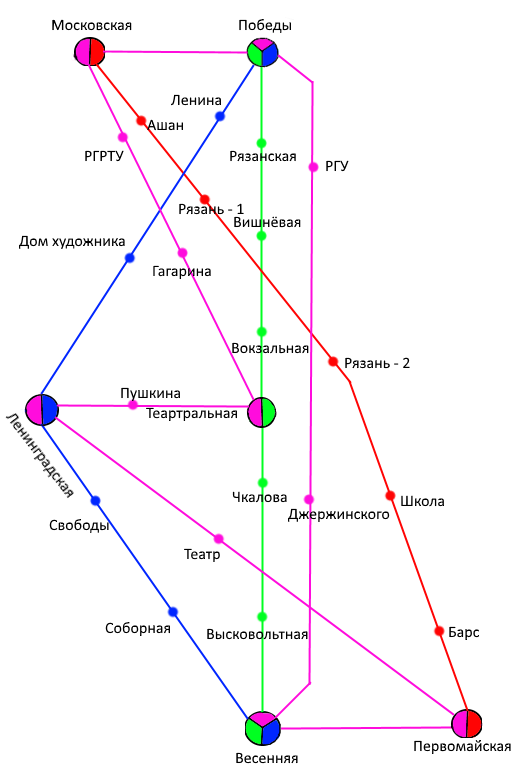 Московская
Победы
Ленина
Ашан
РГРТУ
Рязанская
РГУ
Рязань - 1
Вишнёвая
Дом художника
Гагарина
Вокзальная
Рязань - 2
Пушкина
Теартральная
Ленинградская
Чкалова
Школа
Джержинского
Свободы
Театр
Соборная
Высковольтная
Барс
Первомайская
Весенняя